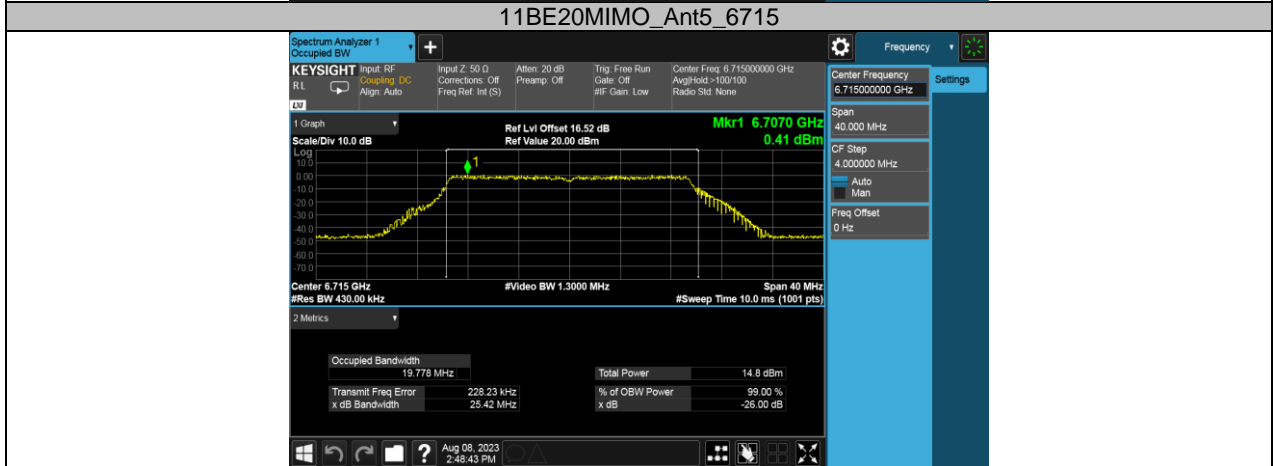 11BE20MIMO_Ant5_6715
Spectrum Analyzer 1
Occupied BW
+
Frequency
KEYSIGHT
RL
LXI
Input: RF
Coupling: DC
Align: Auto
Input Z: 50 Ω
Corrections: Off
Freq Ref: Int (S)
Atten: 20 dB
Preamp: Off
Trig: Free Run
Gate: Off
#IF Gain: Low
Center Freq: 6.715000000 GHz
Avg|Hold:>100/100
Radio Std: None
Center Frequency
6.715000000 GHz
Settings
Span
40.000 MHz
CF Step
4.000000 MHz
Auto
Man
Freq Offset
0 Hz
1 Graph
Scale/Div 10.0 dB
Ref Lvl Offset 16.52 dB
Ref Value 20.00 dBm
Mkr1 6.7070 GHz
0.41 dBm
Log
10.0
0.00
-10.0
-20.0
-30.0
-40.0
-50.0
-60.0
-70.0
1
Center 6.715 GHz
#Res BW 430.00 kHz
#Video BW 1.3000 MHz
Span 40 MHz
#Sweep Time 10.0 ms (1001 pts)
2 Metrics
Occupied Bandwidth
19.778 MHz
Total Power 14.8 dBm
Transmit Freq Error 228.23 kHz
% of OBW Power 99.00 %
x dB Bandwidth 25.42 MHz
x dB -26.00 dB
?
Aug 08, 2023
2:48:43 PM